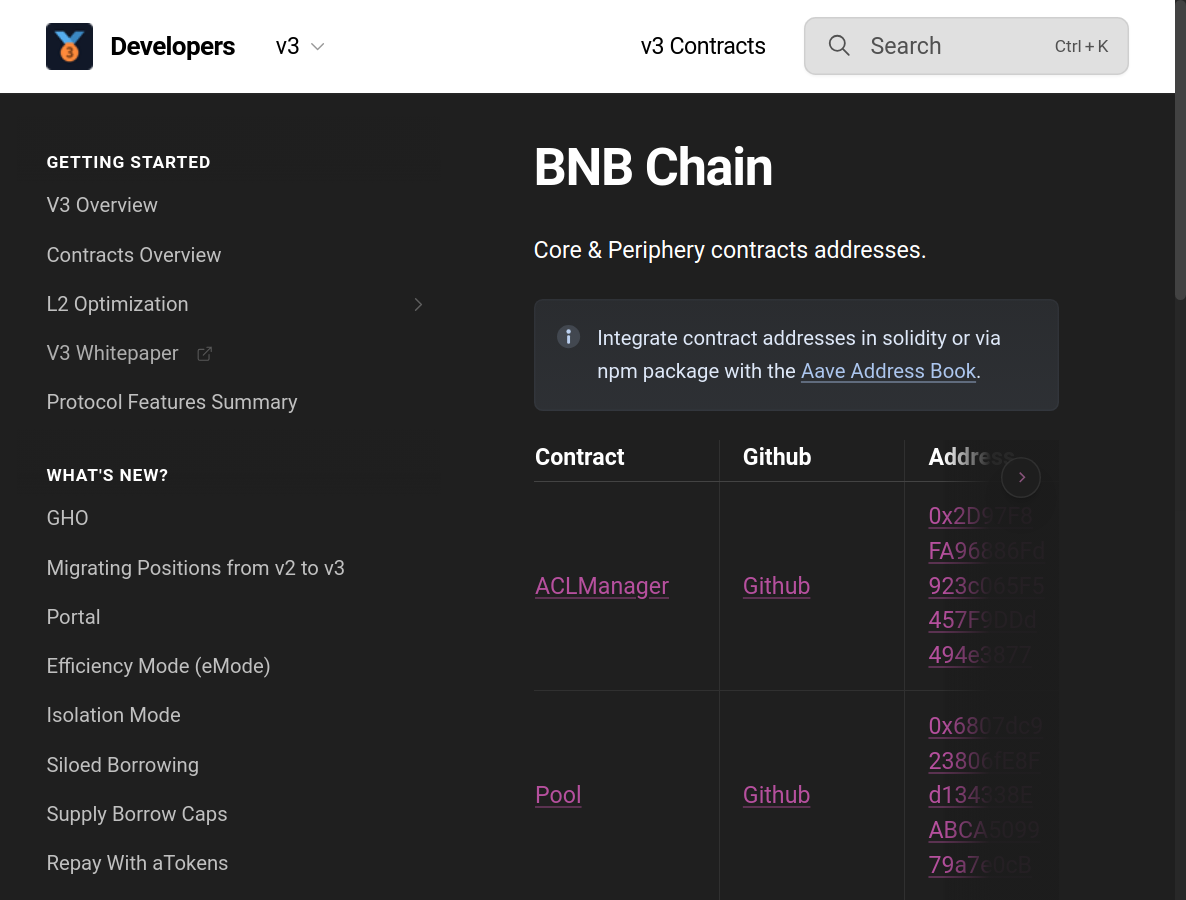 Developers
v3
v3 Contracts
Search
Ctrl + K
GETTING STARTED
V3 Overview
Contracts Overview
L2 Optimization
V3 Whitepaper
Protocol Features Summary
WHAT'S NEW?
GHO
Migrating Positions from v2 to v3
Portal
Efficiency Mode (eMode)
Isolation Mode
Siloed Borrowing
Supply Borrow Caps
Repay With aTokens
BNB Chain
Core & Periphery contracts addresses.
Integrate contract addresses in solidity or via
npm package with the Aave Address Book.
Contract Github Address
ACLManager
Github
0x2D97F8
FA96886Fd
923c065F5
457F9DDd
494e3877
Pool
Github
0x6807dc9
23806fE8F
d134338E
ABCA5099
79a7e0cB